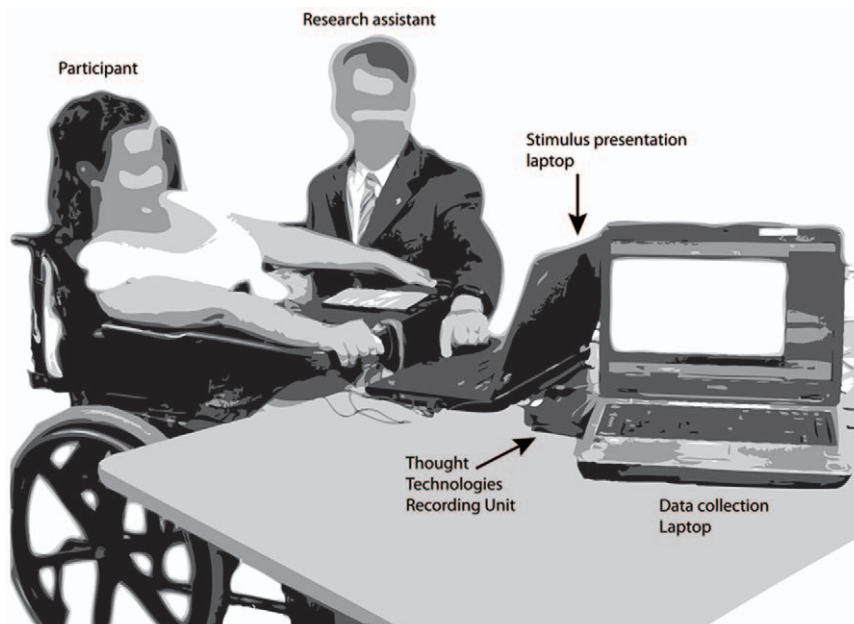 Research assistant
Participant
Stimulus presentation
laptop
Thought
Technologies
Recording Unit
Data collection
Laptop